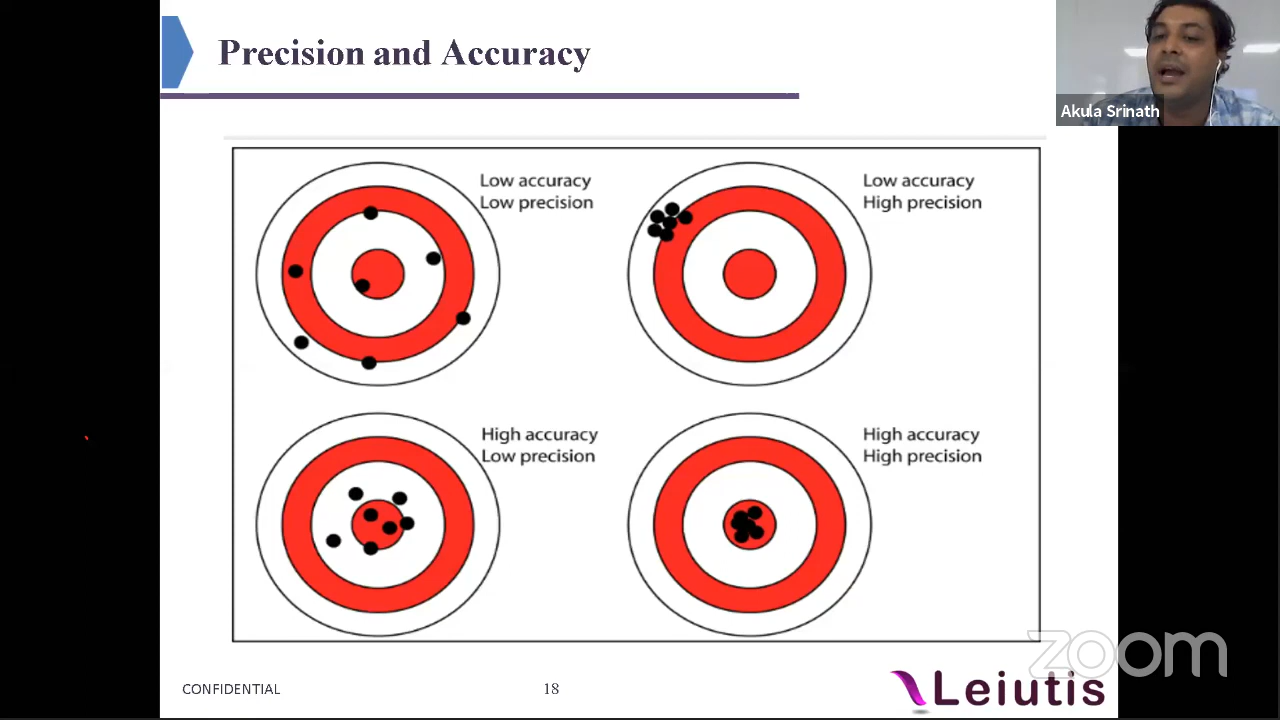 Precision and Accuracy
Akula Srinath
Low accuracy
Low precision
Low accuracy
High precision
High accuracy
Low precision
High accuracy
High precision
CONFIDENTIAL
18
Leiutis
zoom